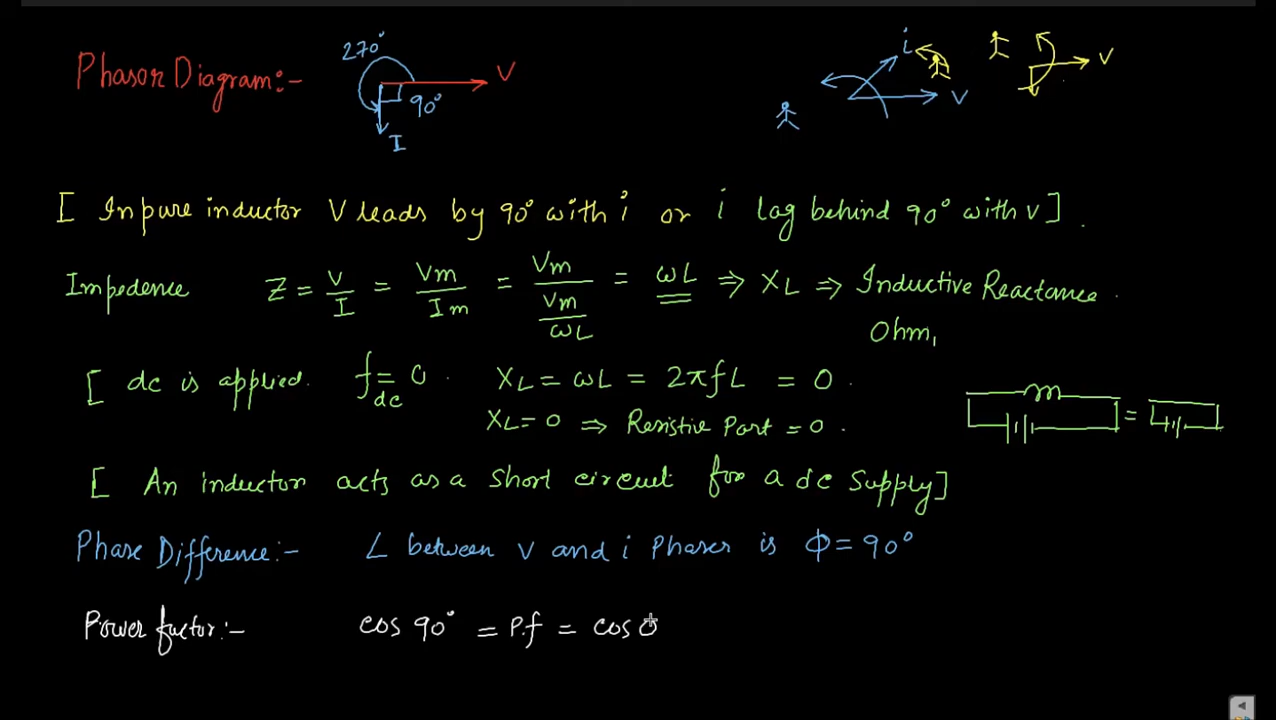 Phasor Diagram:- 270° 90° V I i V V
[ In pure inductor V leads by 90° with i or i lag behind 90° with v ] .
Impedence Z = V/I = Vm/Im = Vm/(Vm/ωL) = ωL ⇒ XL ⇒ Inductive Reactance .
Ohm,
[ dc is applied. f = 0 . XL = ωL = 2πfL = 0 .
dc
XL = 0 ⇒ Resistive Part = 0 .
=
[ An inductor acts as a short circuit for a dc supply ]
Phase Difference:- ∠ between v and i Phaser is Φ = 90°
Power factor:- cos 90° = P.f = cos